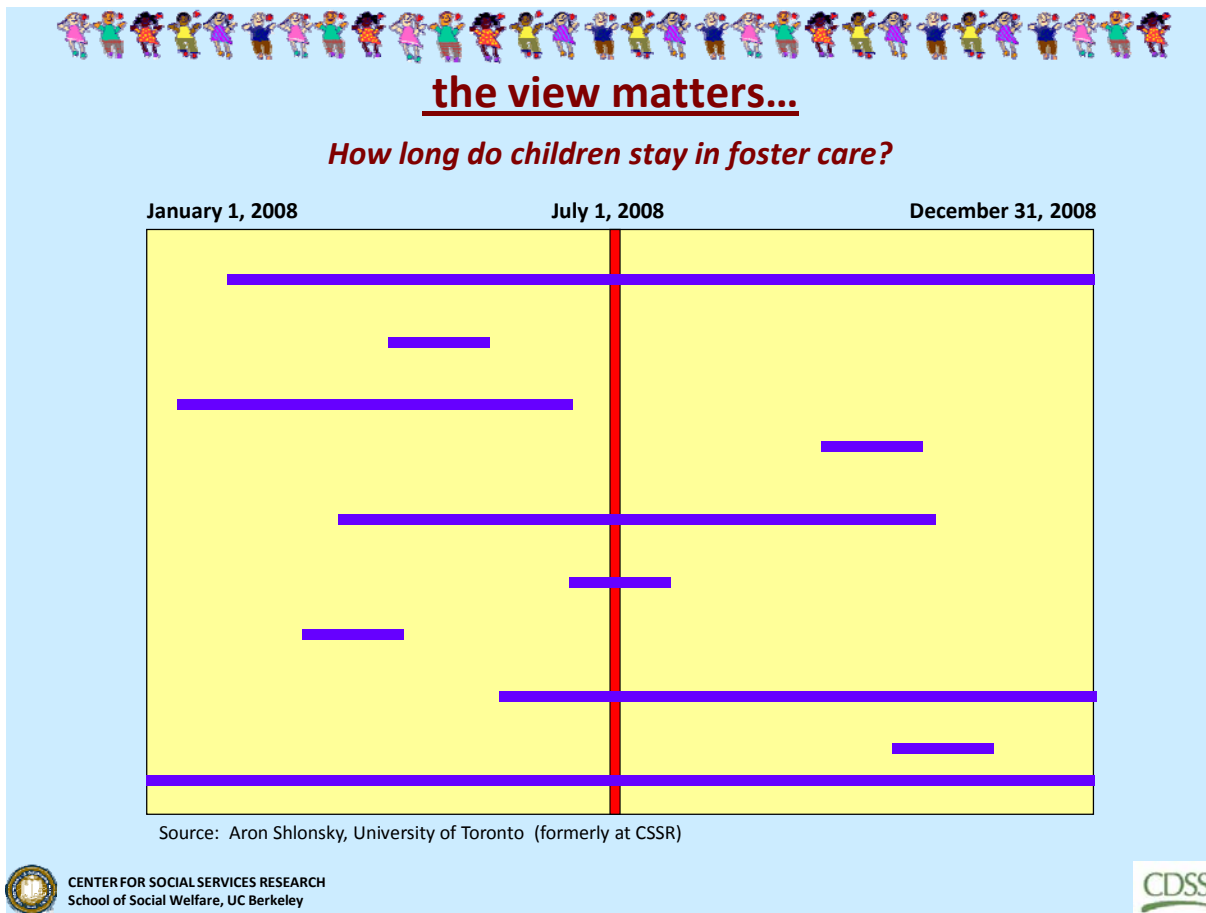 the view matters…
How long do children stay in foster care?
January 1, 2008 July 1, 2008 December 31, 2008
Source: Aron Shlonsky, University of Toronto (formerly at CSSR)
CENTER FOR SOCIAL SERVICES RESEARCH
School of Social Welfare, UC Berkeley
CDSS